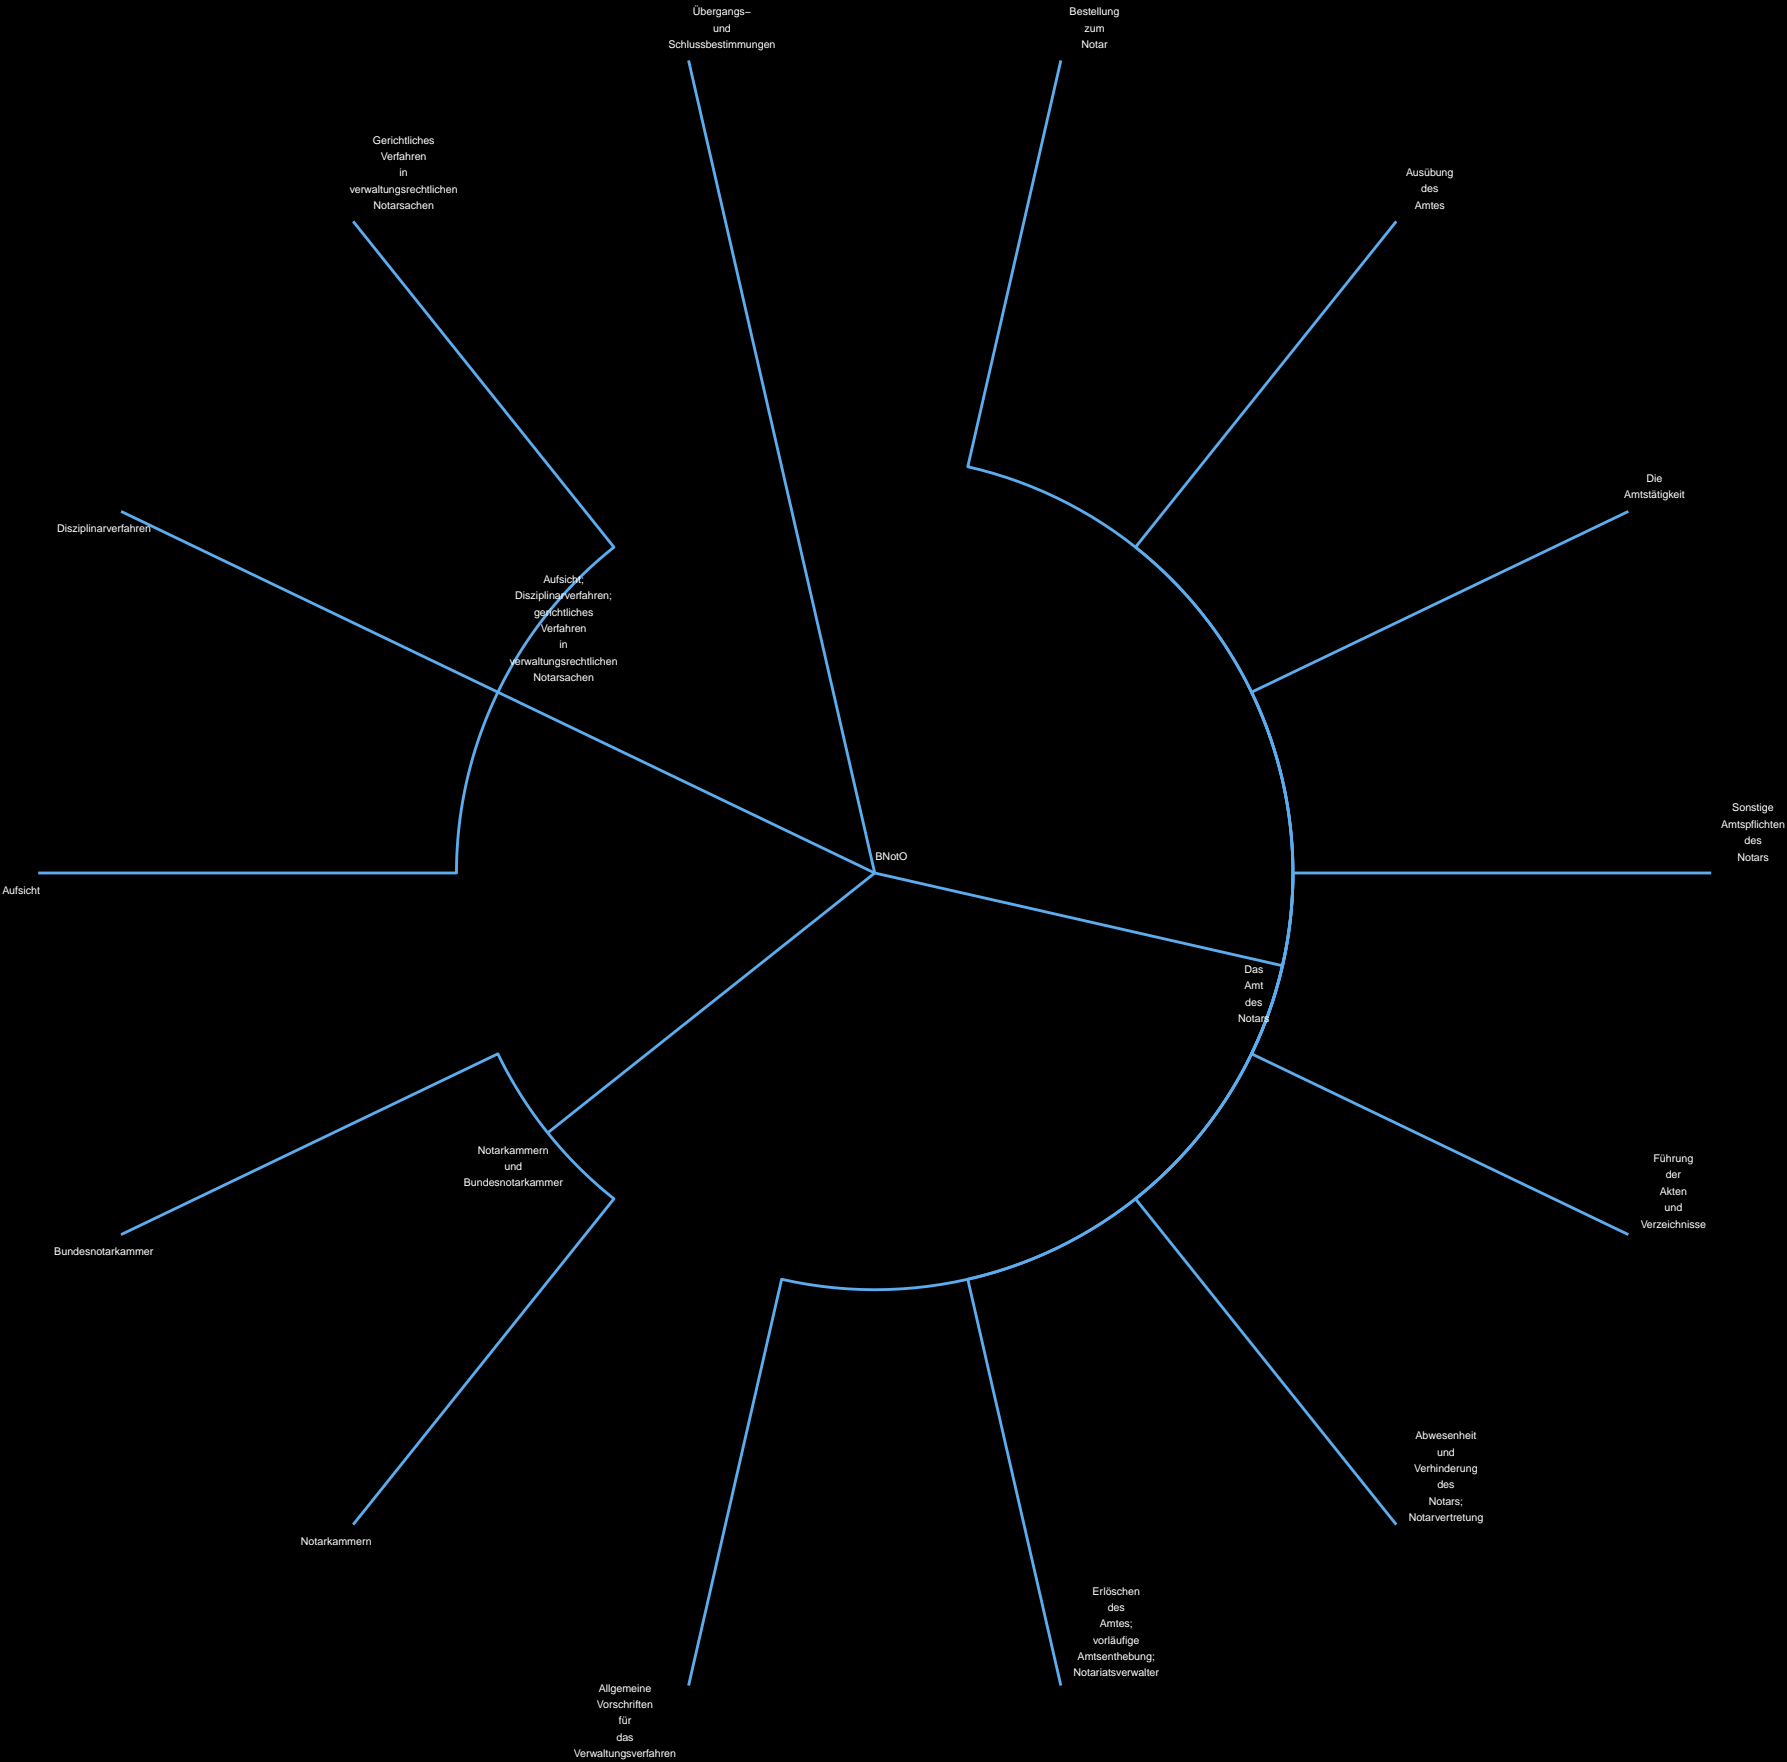 Übergangs–
und
Schlussbestimmungen
Bestellung
zum
Notar
Gerichtliches
Verfahren
in
verwaltungsrechtlichen
Notarsachen
Ausübung
des
Amtes
Die
Amtstätigkeit
Disziplinarverfahren
Aufsicht;
Disziplinarverfahren;
gerichtliches
Verfahren
in
verwaltungsrechtlichen
Notarsachen
Sonstige
Amtspflichten
des
Notars
BNotO
Aufsicht
Das
Amt
des
Notars
Notarkammern
und
Bundesnotarkammer
Führung
der
Akten
und
Verzeichnisse
Bundesnotarkammer
Abwesenheit
und
Verhinderung
des
Notars;
Notarvertretung
Notarkammern
Erlöschen
des
Amtes;
vorläufige
Amtsenthebung;
Notariatsverwalter
Allgemeine
Vorschriften
für
das
Verwaltungsverfahren